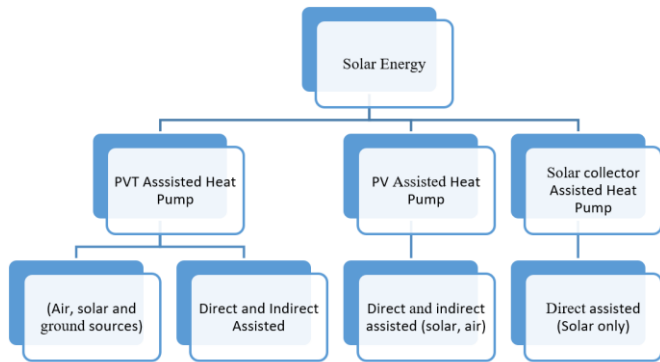 Solar Energy
PVT Asssisted Heat
Pump
PV Assisted Heat
Pump
Solar collector
Assisted Heat
Pump
(Air, solar and
ground sources)
Direct and Indirect
Assisted
Direct and indirect
assisted (solar, air)
Direct assisted
(Solar only)